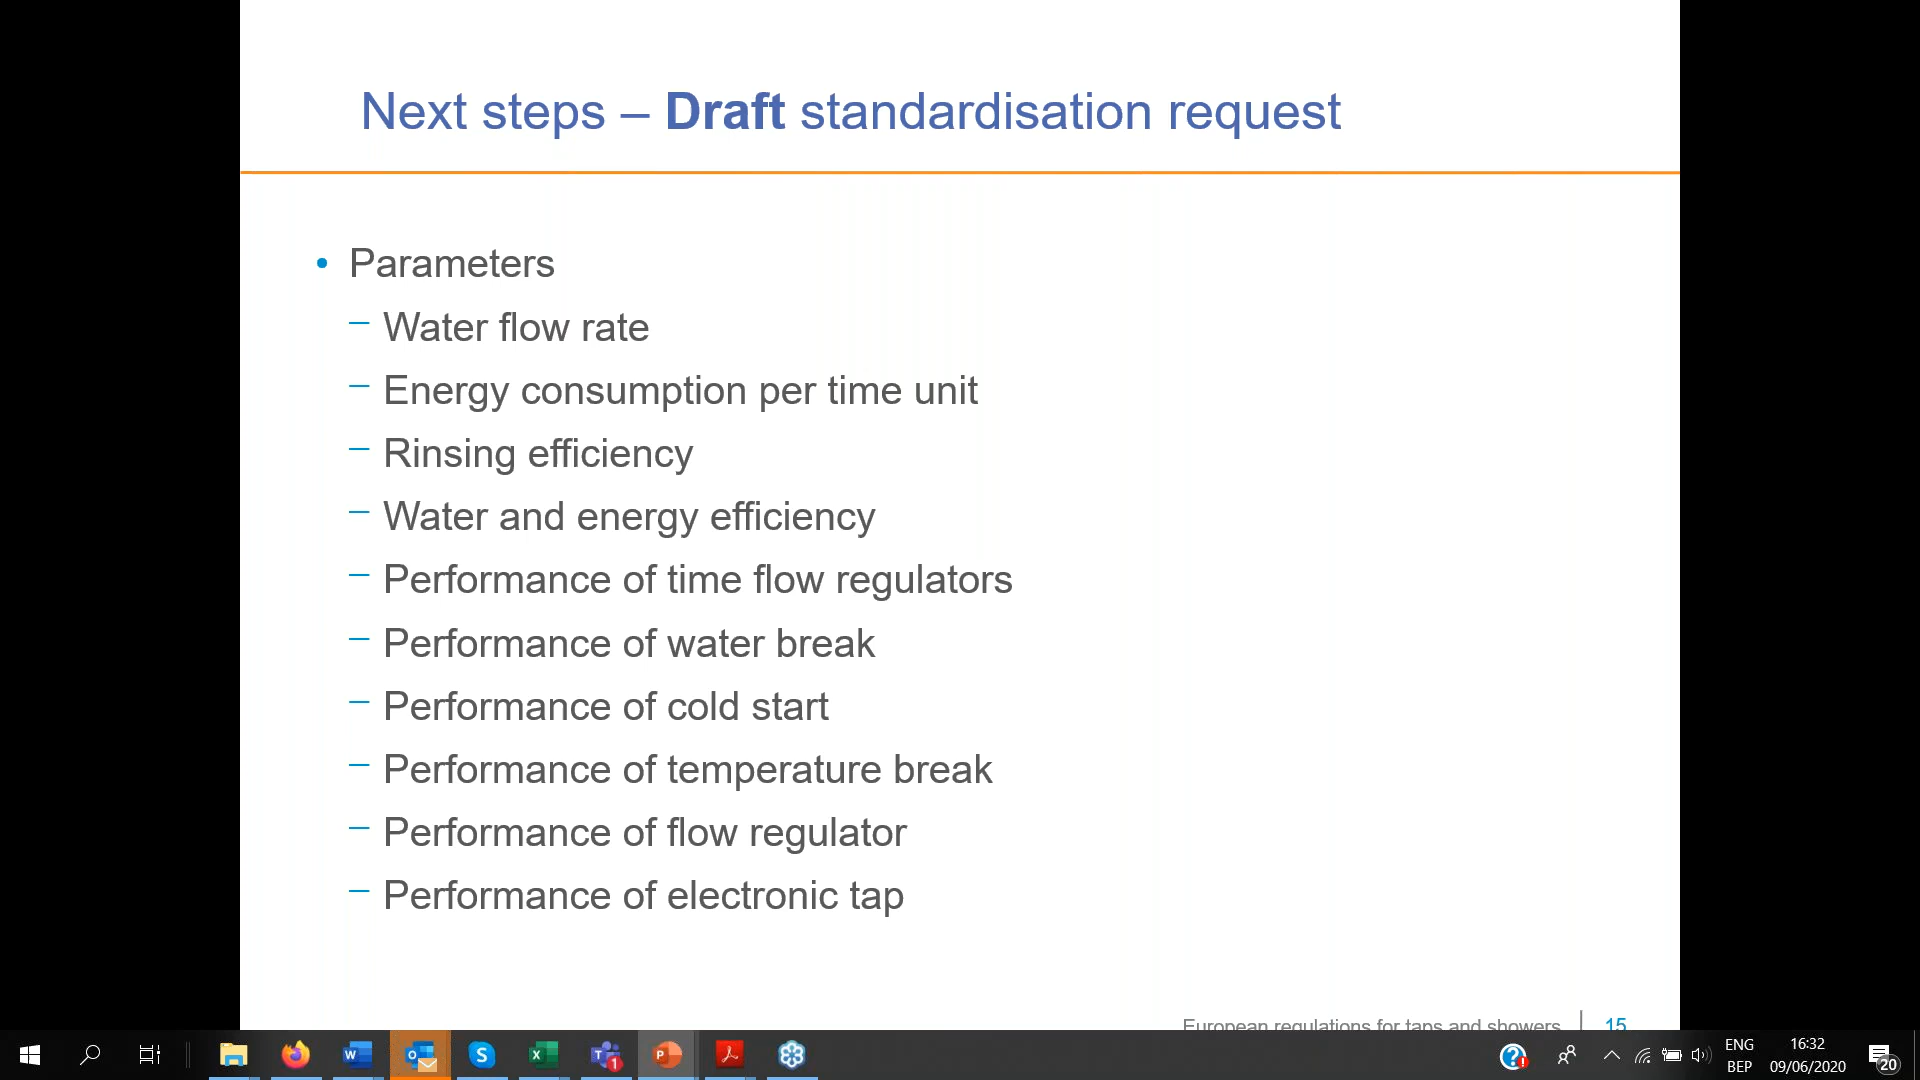 Next steps – Draft standardisation request
• Parameters
– Water flow rate
– Energy consumption per time unit
– Rinsing efficiency
– Water and energy efficiency
– Performance of time flow regulators
– Performance of water break
– Performance of cold start
– Performance of temperature break
– Performance of flow regulator
– Performance of electronic tap
European regulations for taps and showers | 15
W O S X T 1 P
ENG
BEP
16:32
09/06/2020
20